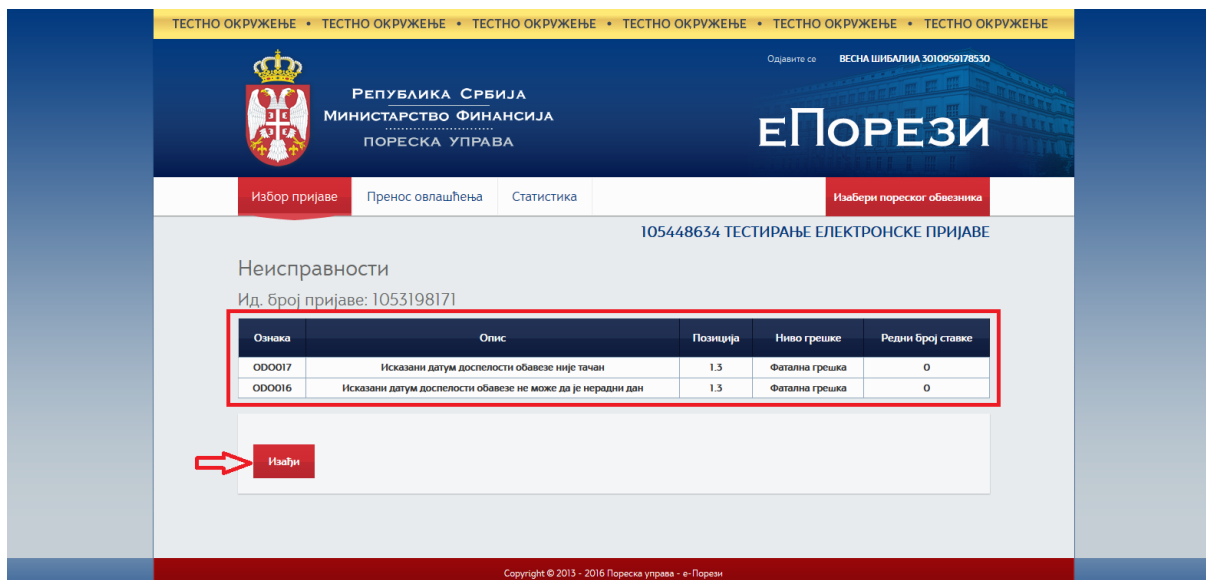 ТЕСТНО ОКРУЖЕЊЕ • ТЕСТНО ОКРУЖЕЊЕ • ТЕСТНО ОКРУЖЕЊЕ • ТЕСТНО ОКРУЖЕЊЕ • ТЕСТНО ОКРУЖЕЊЕ • ТЕСТНО ОКРУЖЕЊЕ
Одјавите се ВЕСНА ШИБАЛИЈА 3010959178530
РЕПУБЛИКА СРБИЈА
МИНИСТАРСТВО ФИНАНСИЈА
ПОРЕСКА УПРАВА
еПОРЕЗИ
Избор пријаве Пренос овлашћења Статистика Изабери пореског обвезника
105448634 ТЕСТИРАЊЕ ЕЛЕКТРОНСКЕ ПРИЈАВЕ
Неисправности
Ид. број пријаве: 1053198171
Ознака Опис Позиција Ниво грешке Редни број ставке
ODO017 Исказани датум доспелости обавезе није тачан 1.3 Фатална грешка 0
ODO016 Исказани датум доспелости обавезе не може да је нерадни дан 1.3 Фатална грешка 0
Изађи
Copyright © 2013 - 2016 Пореска управа - е-Порези